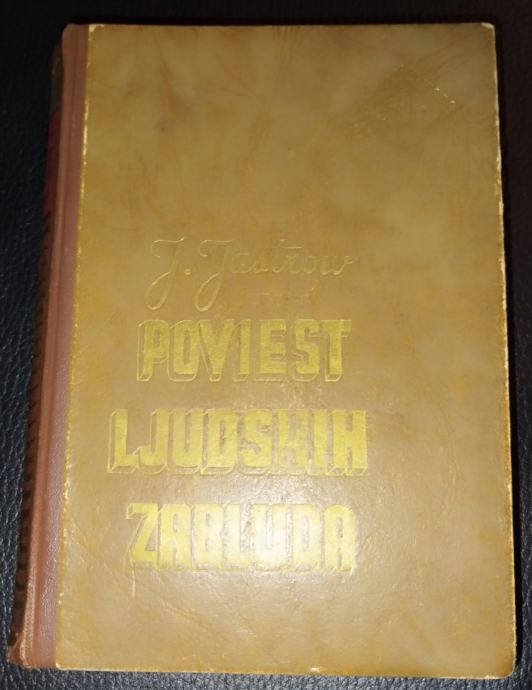 J. Jastrow
POVIEST
LJUDSKIH
ZABLUDA